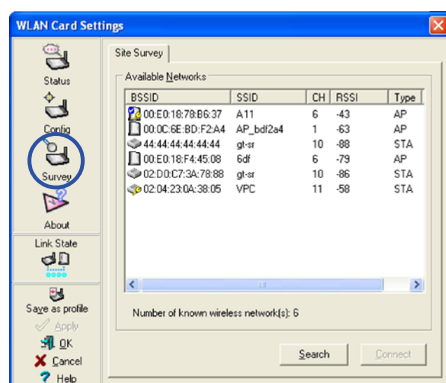 WLAN Card Settings
Status
Config
Survey
About
Link State
Save as profile
Apply
OK
Cancel
Help
Site Survey
Available Networks
BSSID SSID CH RSSI Type
00:E0:18:78:B6:37 A11 6 -43 AP
00:0C:6E:BD:F2:A4 AP_bdf2a4 1 -63 AP
44:44:44:44:44:44 gt-sr 10 -88 STA
00:E0:18:F4:45:08 6df 6 -79 AP
02:D0:C7:3A:78:88 gt-sr 10 -86 STA
02:04:23:0A:38:05 VPC 11 -58 STA
Number of known wireless network(s): 6
Search Connect